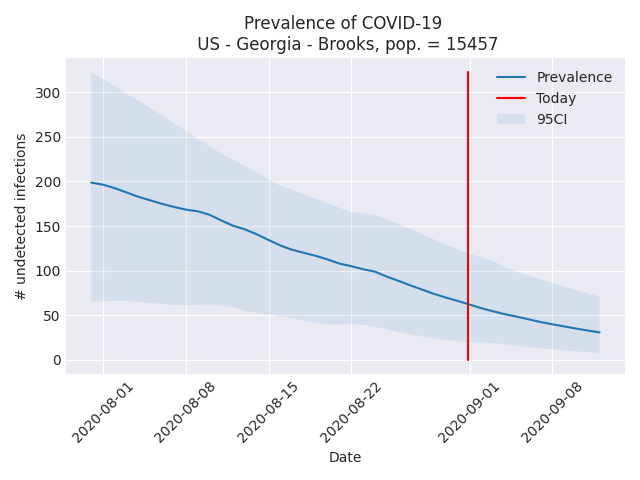 Prevalence of COVID-19
US - Georgia - Brooks, pop. = 15457
Prevalence
Today
95CI
# undetected infections
300
250
200
150
100
50
0
2020-08-01
2020-08-08
2020-08-15
2020-08-22
2020-09-01
2020-09-08
Date